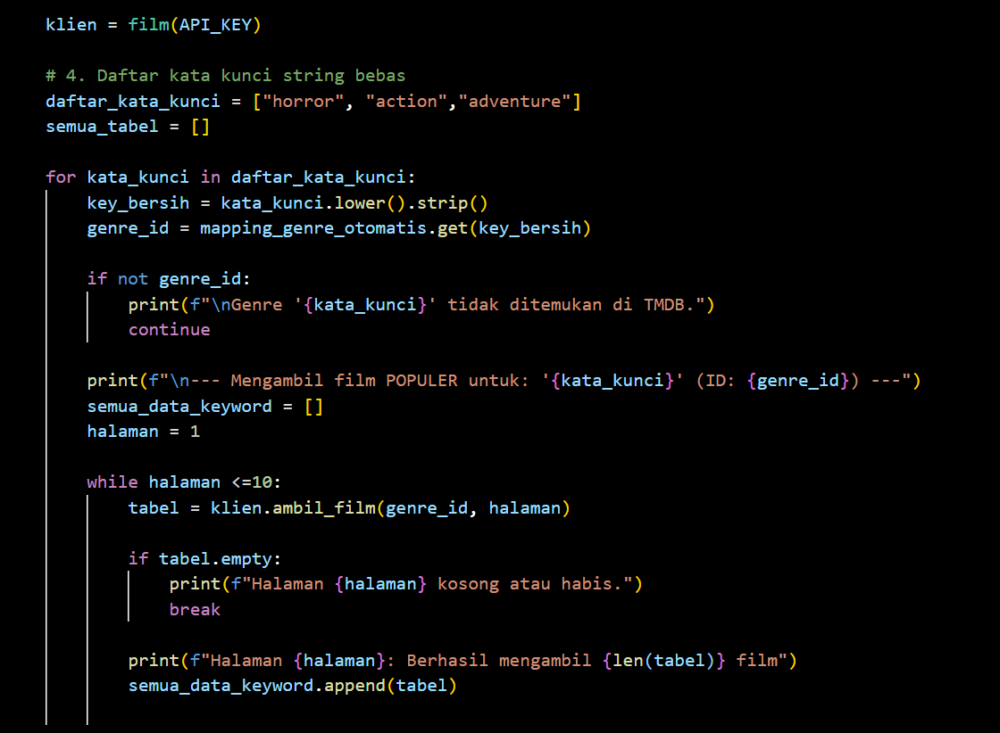 klien = film(API_KEY)
# 4. Daftar kata kunci string bebas
daftar_kata_kunci = ["horror", "action","adventure"]
semua_tabel = []
for kata_kunci in daftar_kata_kunci:
key_bersih = kata_kunci.lower().strip()
genre_id = mapping_genre_otomatis.get(key_bersih)
if not genre_id:
print(f"\nGenre '{kata_kunci}' tidak ditemukan di TMDB.")
continue
print(f"\n--- Mengambil film POPULER untuk: '{kata_kunci}' (ID: {genre_id}) ---")
semua_data_keyword = []
halaman = 1
while halaman <=10:
tabel = klien.ambil_film(genre_id, halaman)
if tabel.empty:
print(f"Halaman {halaman} kosong atau habis.")
break
print(f"Halaman {halaman}: Berhasil mengambil {len(tabel)} film")
semua_data_keyword.append(tabel)